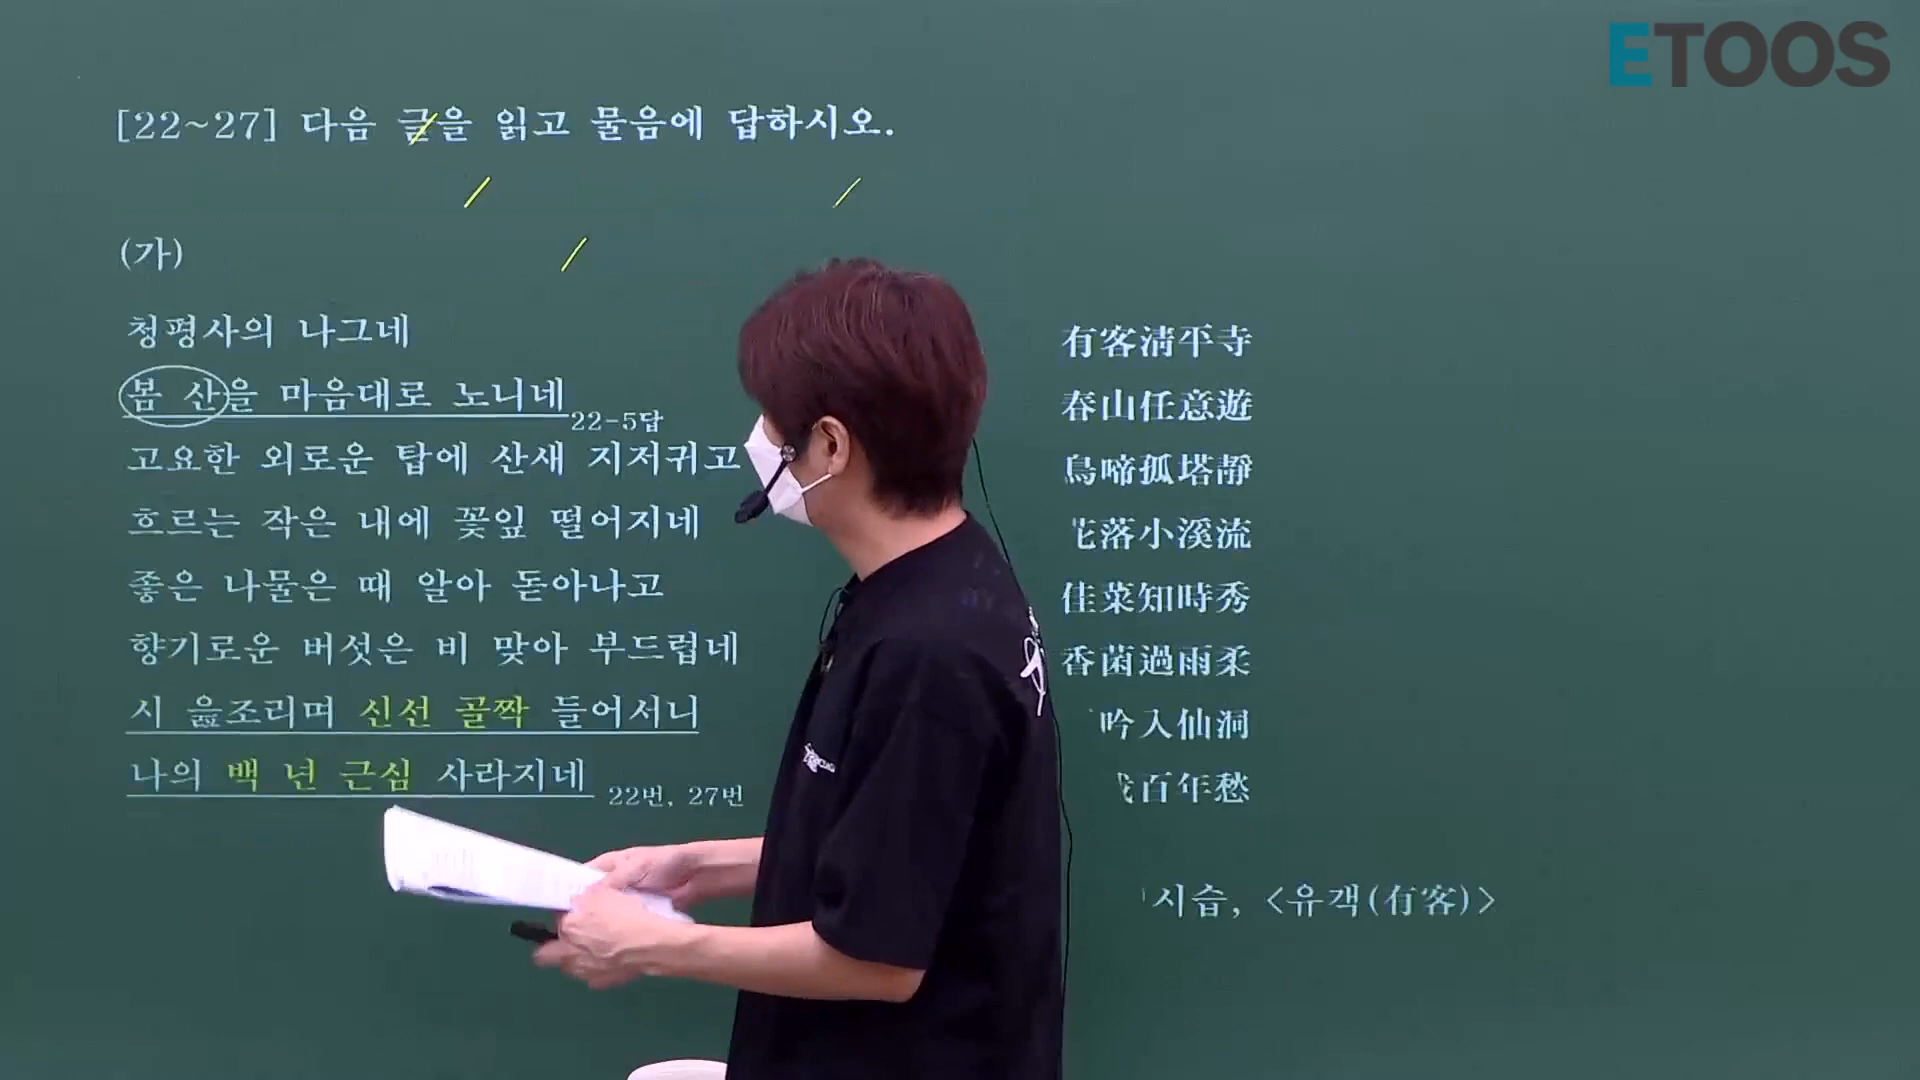 ETOOS
[22~27] 다음 글을 읽고 물음에 답하시오.
(가)
청평사의 나그네
봄 산을 마음대로 노니네
22-5답
고요한 외로운 탑에 산새 지저귀고
흐르는 작은 내에 꽃잎 떨어지네
좋은 나물은 때 알아 돋아나고
향기로운 버섯은 비 맞아 부드럽네
시 읊조리며 신선 골짝 들어서니
나의 백 년 근심 사라지네
22번, 27번
有客淸平寺
春山任意遊
鳥啼孤塔靜
花落小溪流
佳菜知時秀
香菌過雨柔
吟入仙洞
百年愁
시습, <유객(有客)>